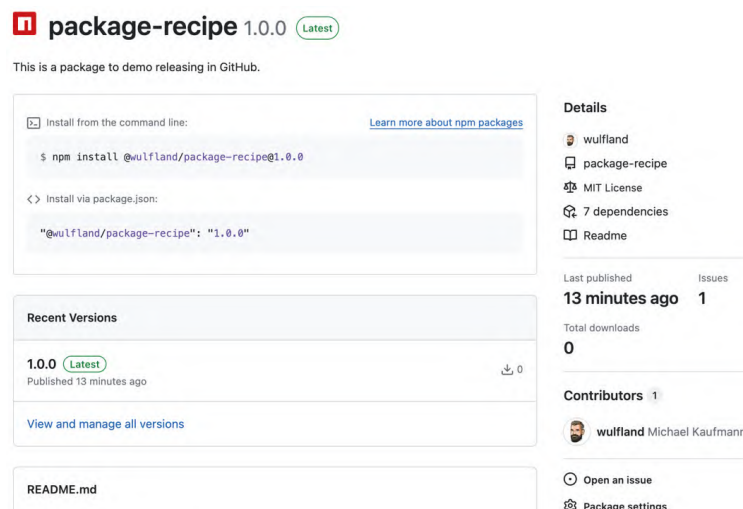 package-recipe 1.0.0 Latest
This is a package to demo releasing in GitHub.
Install from the command line:
Learn more about npm packages
$ npm install @wulfland/package-recipe@1.0.0
Install via package.json:
"@wulfland/package-recipe": "1.0.0"
Recent Versions
1.0.0 Latest
Published 13 minutes ago
0
View and manage all versions
README.md
Details
wulfland
package-recipe
MIT License
7 dependencies
Readme
Last published Issues
13 minutes ago 1
Total downloads
0
Contributors 1
wulfland Michael Kaufmann
Open an issue
Package settings